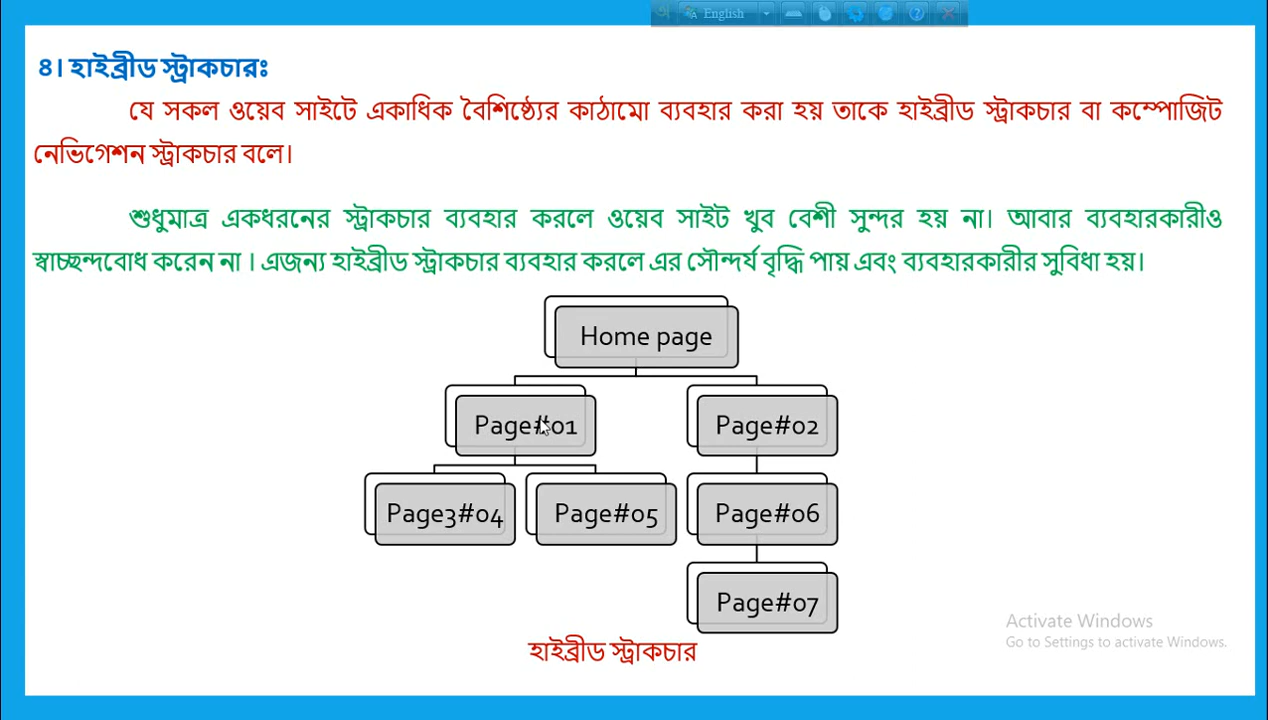 English
৪। হাইব্রীড স্ট্রাকচারঃ
যে সকল ওয়েব সাইটে একাধিক বৈশিষ্ঠ্যের কাঠামো ব্যবহার করা হয় তাকে হাইব্রীড স্ট্রাকচার বা কম্পোজিট
নেভিগেশন স্ট্রাকচার বলে।
শুধুমাত্র একধরনের স্ট্রাকচার ব্যবহার করলে ওয়েব সাইট খুব বেশী সুন্দর হয় না। আবার ব্যবহারকারীও
স্বাচ্ছন্দবোধ করেন না । এজন্য হাইব্রীড স্ট্রাকচার ব্যবহার করলে এর সৌন্দর্য বৃদ্ধি পায় এবং ব্যবহারকারীর সুবিধা হয়।
Home page
Page#01 Page#02
Page3#04 Page#05 Page#06
Page#07
Activate Windows
Go to Settings to activate Windows.
হাইব্রীড স্ট্রাকচার